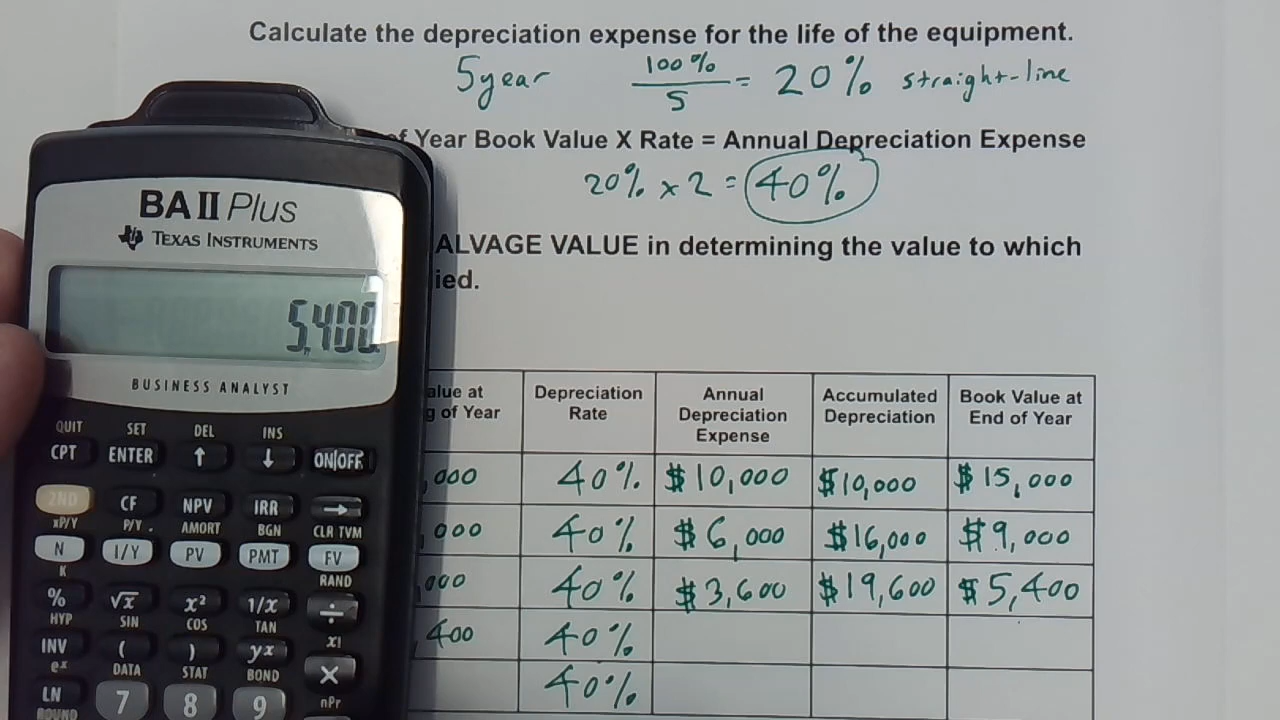 Calculate the depreciation expense for the life of the equipment.
5 year 100% / 5 = 20% straight-line
of Year Book Value X Rate = Annual Depreciation Expense
20% x 2 = 40%
ALVAGE VALUE in determining the value to which
ied.
alue at Depreciation Annual Accumulated Book Value at
g of Year Rate Depreciation Depreciation End of Year
Expense
,000 40% $10,000 $10,000 $15,000
,000 40% $6,000 $16,000 $9,000
,000 40% $3,600 $19,600 $5,400
,400 40%
40%
BA II Plus
TEXAS INSTRUMENTS
5,400.
BUSINESS ANALYST
QUIT SET DEL INS
CPT ENTER ↑ ↓ ON/OFF
2ND CF NPV IRR →
xP/Y P/Y AMORT BGN CLR TVM
N I/Y PV PMT FV
K RAND
% √x x² 1/x ÷
HYP SIN COS TAN x!
INV ( ) yx ×
ex DATA STAT BOND nPr
LN 7 8 9
ROUND